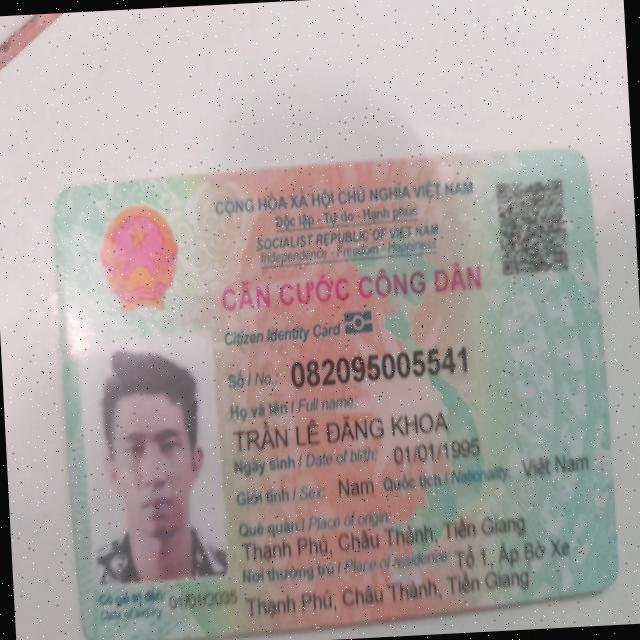 CỘNG HÒA XÃ HỘI CHỦ NGHĨA VIỆT NAM
Độc lập - Tự do - Hạnh phúc
SOCIALIST REPUBLIC OF VIET NAM
Independence - Freedom - Happiness
CĂN CƯỚC CÔNG DÂN
Citizen Identity Card
Số / No.: 082095005541
Họ và tên / Full name:
TRẦN LÊ ĐĂNG KHOA
Ngày sinh / Date of birth: 01/01/1995
Giới tính / Sex: Nam Quốc tịch / Nationality: Việt Nam
Quê quán / Place of origin:
Thạnh Phú, Châu Thành, Tiền Giang
Nơi thường trú / Place of residence: Tổ 1, Ấp Bờ Xe
Thạnh Phú, Châu Thành, Tiền Giang
Có giá trị đến: 01/01/2035
Date of expiry